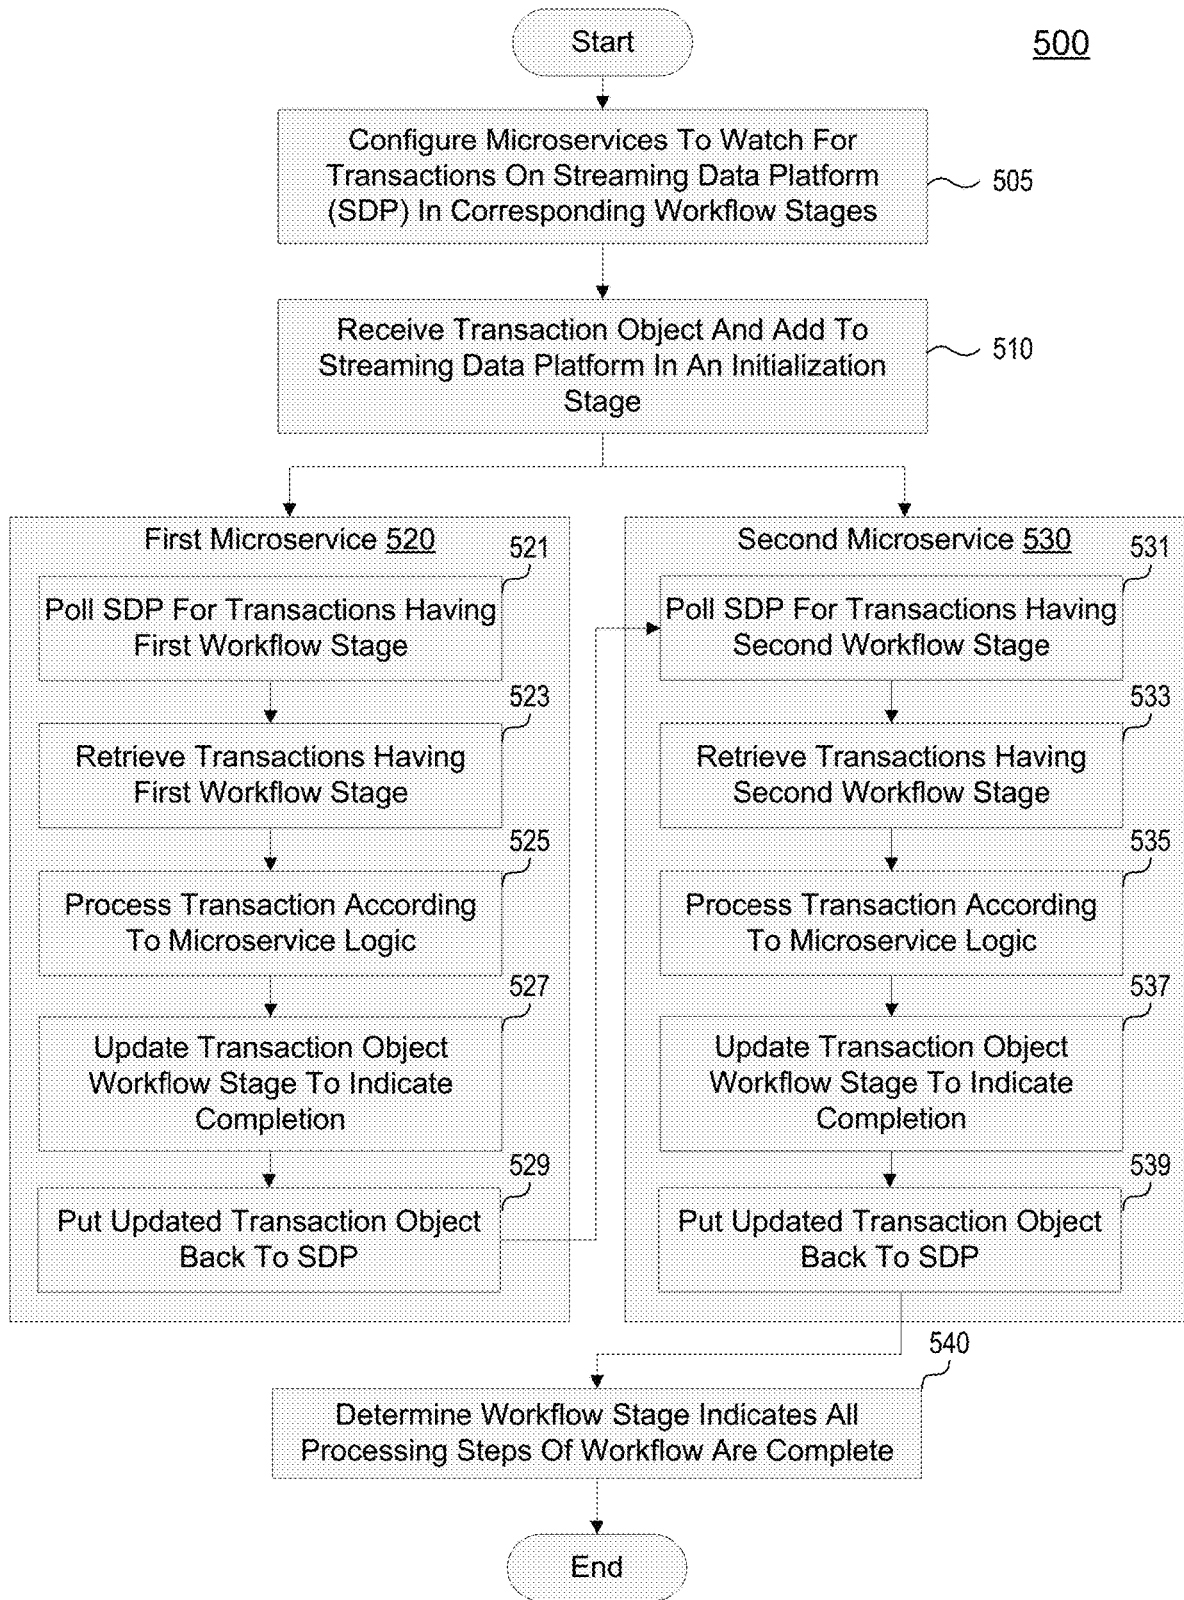 Start
500
Configure Microservices To Watch For
Transactions On Streaming Data Platform
(SDP) In Corresponding Workflow Stages
505
Receive Transaction Object And Add To
Streaming Data Platform In An Initialization
Stage
510
First Microservice 520
521
Poll SDP For Transactions Having
First Workflow Stage
523
Retrieve Transactions Having
First Workflow Stage
525
Process Transaction According
To Microservice Logic
527
Update Transaction Object
Workflow Stage To Indicate
Completion
529
Put Updated Transaction Object
Back To SDP
Second Microservice 530
531
Poll SDP For Transactions Having
Second Workflow Stage
533
Retrieve Transactions Having
Second Workflow Stage
535
Process Transaction According
To Microservice Logic
537
Update Transaction Object
Workflow Stage To Indicate
Completion
539
Put Updated Transaction Object
Back To SDP
540
Determine Workflow Stage Indicates All
Processing Steps Of Workflow Are Complete
End